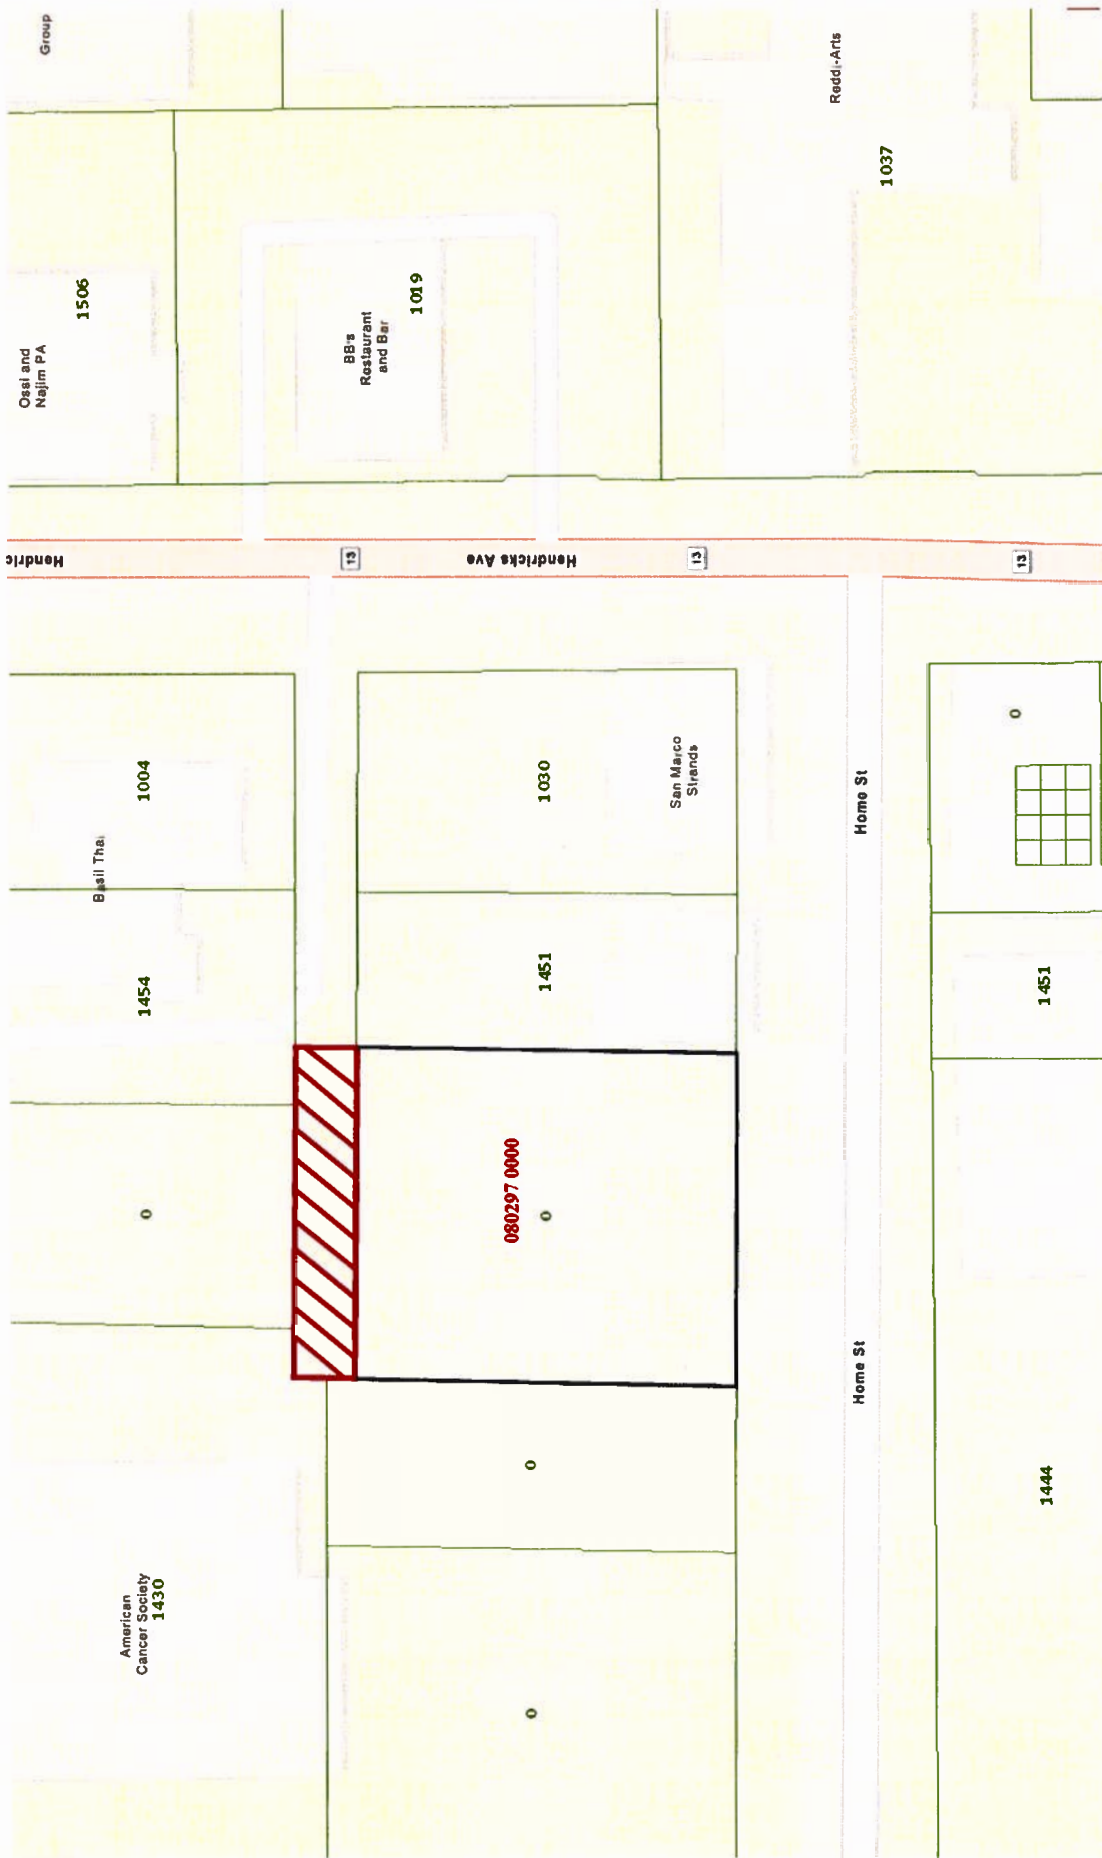 Group
Ossi and
Najim PA
1506
BB's
Restaurant
and Bar
1019
Reddi-Arts
1037
Hendric
13
Hendricks Ave
13
13
Basil Thai
1004
1454
1030
San Marco
Strands
1451
Home St
0
1451
0
080297 0000
0
Home St
American
Cancer Society
1430
0
0
1444